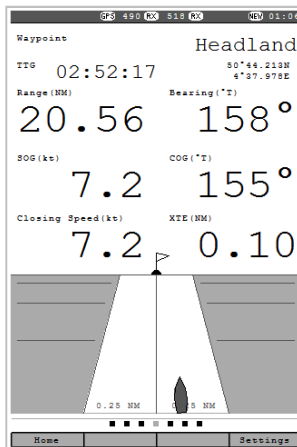 GPS 490 RX 518 RX NEW 01:06
Waypoint
Headland
TTG 02:52:17
50°44.213N
4°37.978E
Range(NM) Bearing(°T)
20.56 158°
SOG(kt) COG(°T)
7.2 155°
Closing Speed(kt) XTE(NM)
7.2 0.10
0.25 NM 0.25 NM
Home Settings